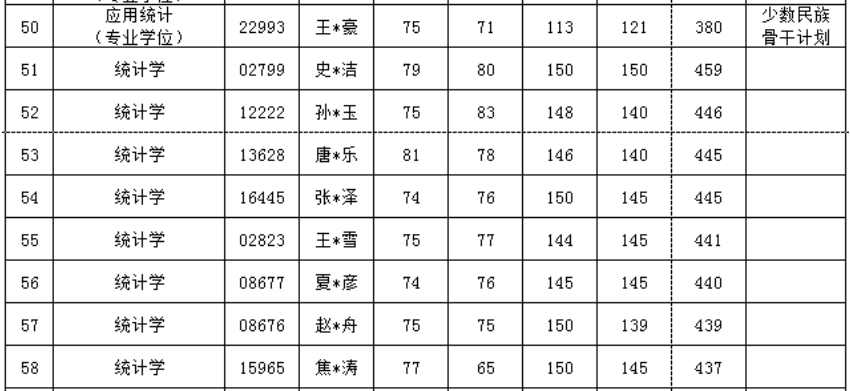 应用统计
（专业学位）
50 22993 王*豪 75 71 113 121 380 少数民族
骨干计划
51 统计学 02799 史*洁 79 80 150 150 459
52 统计学 12222 孙*玉 75 83 148 140 446
53 统计学 13628 唐*乐 81 78 146 140 445
54 统计学 16445 张*泽 74 76 150 145 445
55 统计学 02823 王*雪 75 77 144 145 441
56 统计学 08677 夏*彦 74 76 145 145 440
57 统计学 08676 赵*舟 75 75 150 139 439
58 统计学 15965 焦*涛 77 65 150 145 437